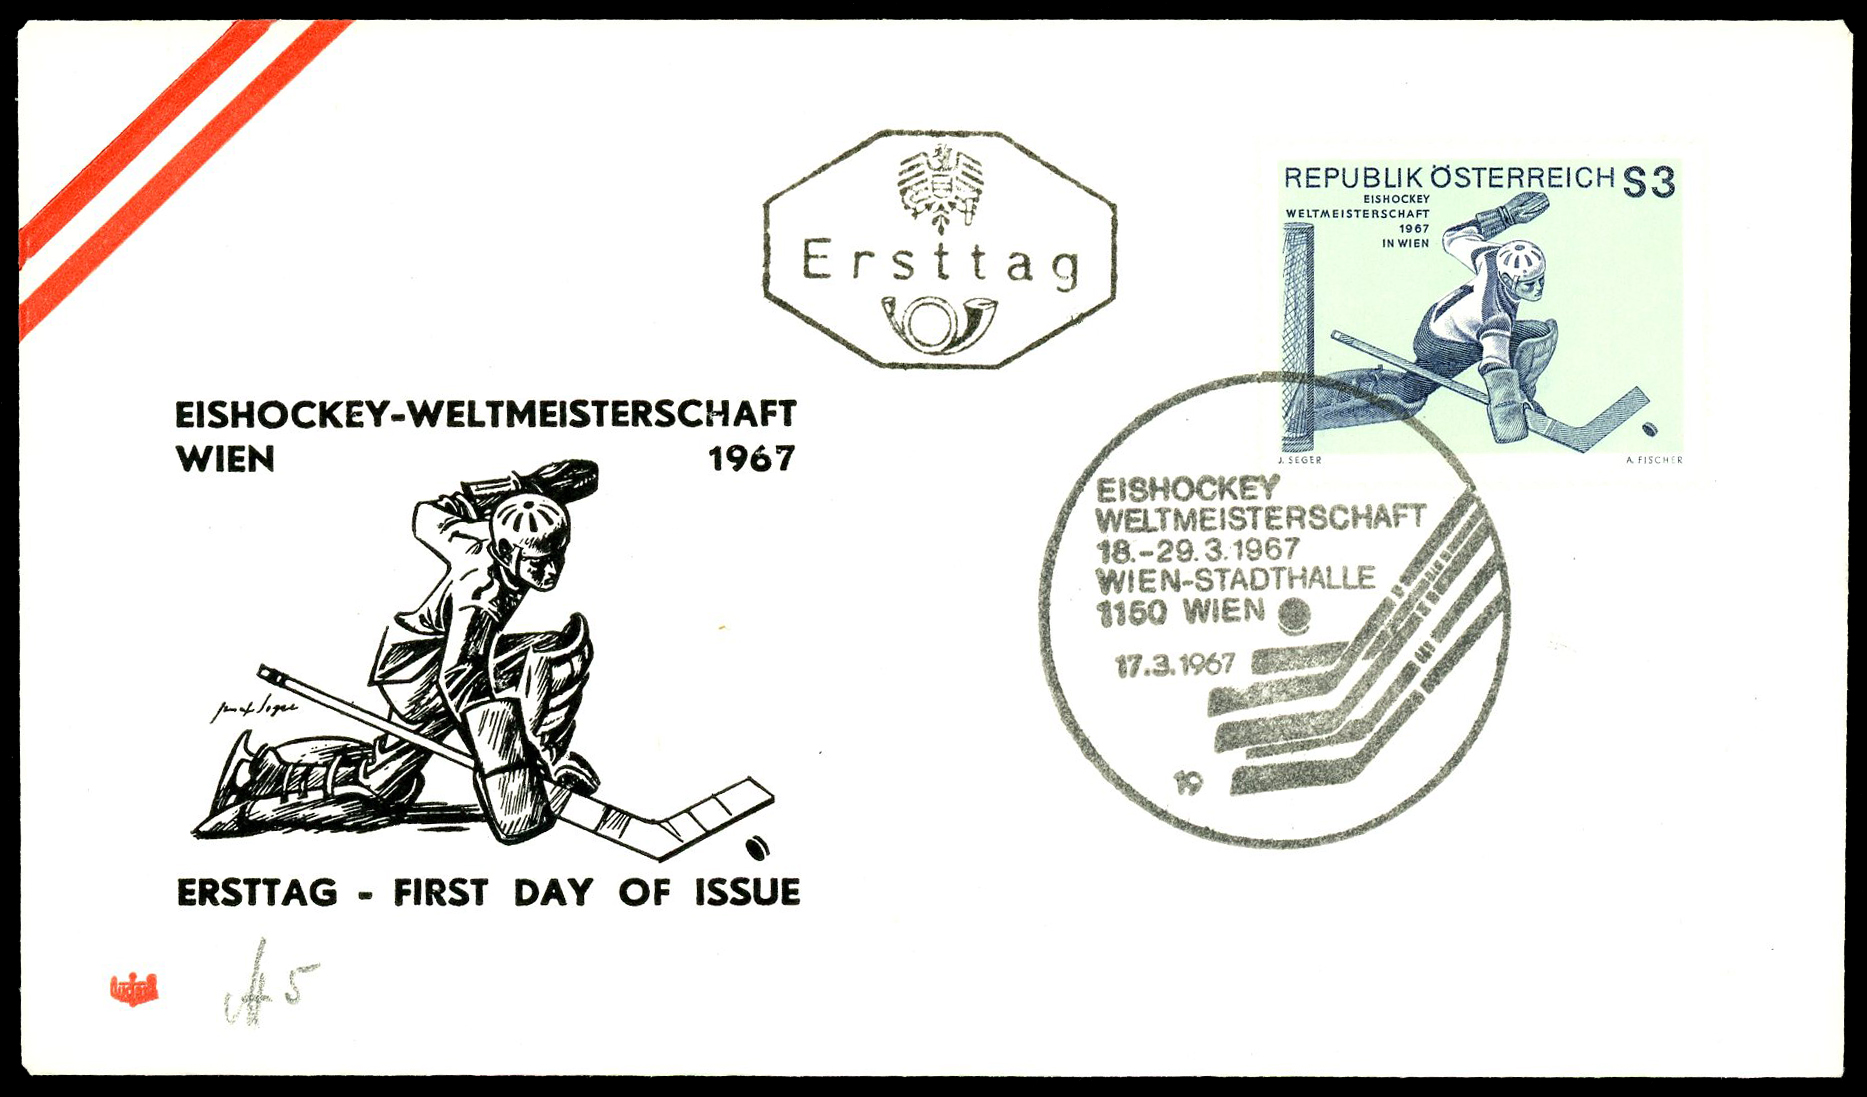 Ersttag
REPUBLIK ÖSTERREICH S3
EISHOCKEY
WELTMEISTERSCHAFT
1967
IN WIEN
J. SEGER
A. FISCHER
EISHOCKEY-WELTMEISTERSCHAFT
WIEN 1967
EISHOCKEY
WELTMEISTERSCHAFT
18.-29.3.1967
WIEN-STADTHALLE
1150 WIEN
17.3.1967
19
ERSTTAG - FIRST DAY OF ISSUE